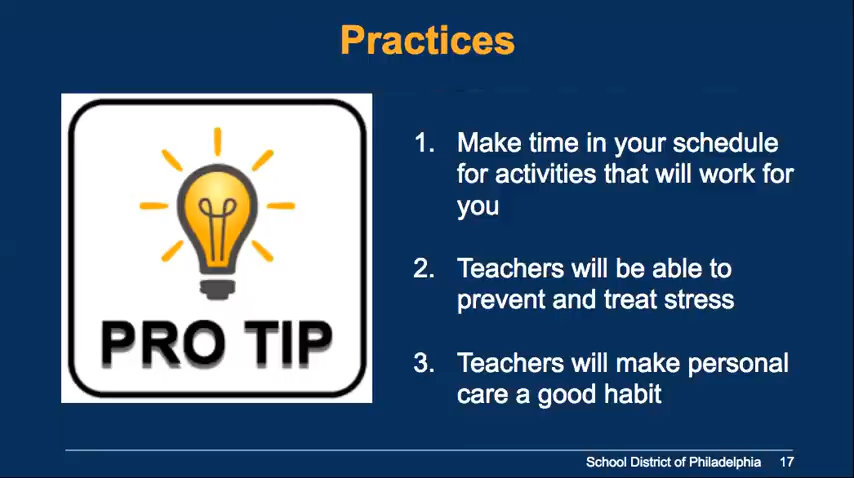 Practices
PRO TIP
1. Make time in your schedule
for activities that will work for
you
2. Teachers will be able to
prevent and treat stress
3. Teachers will make personal
care a good habit
School District of Philadelphia 17